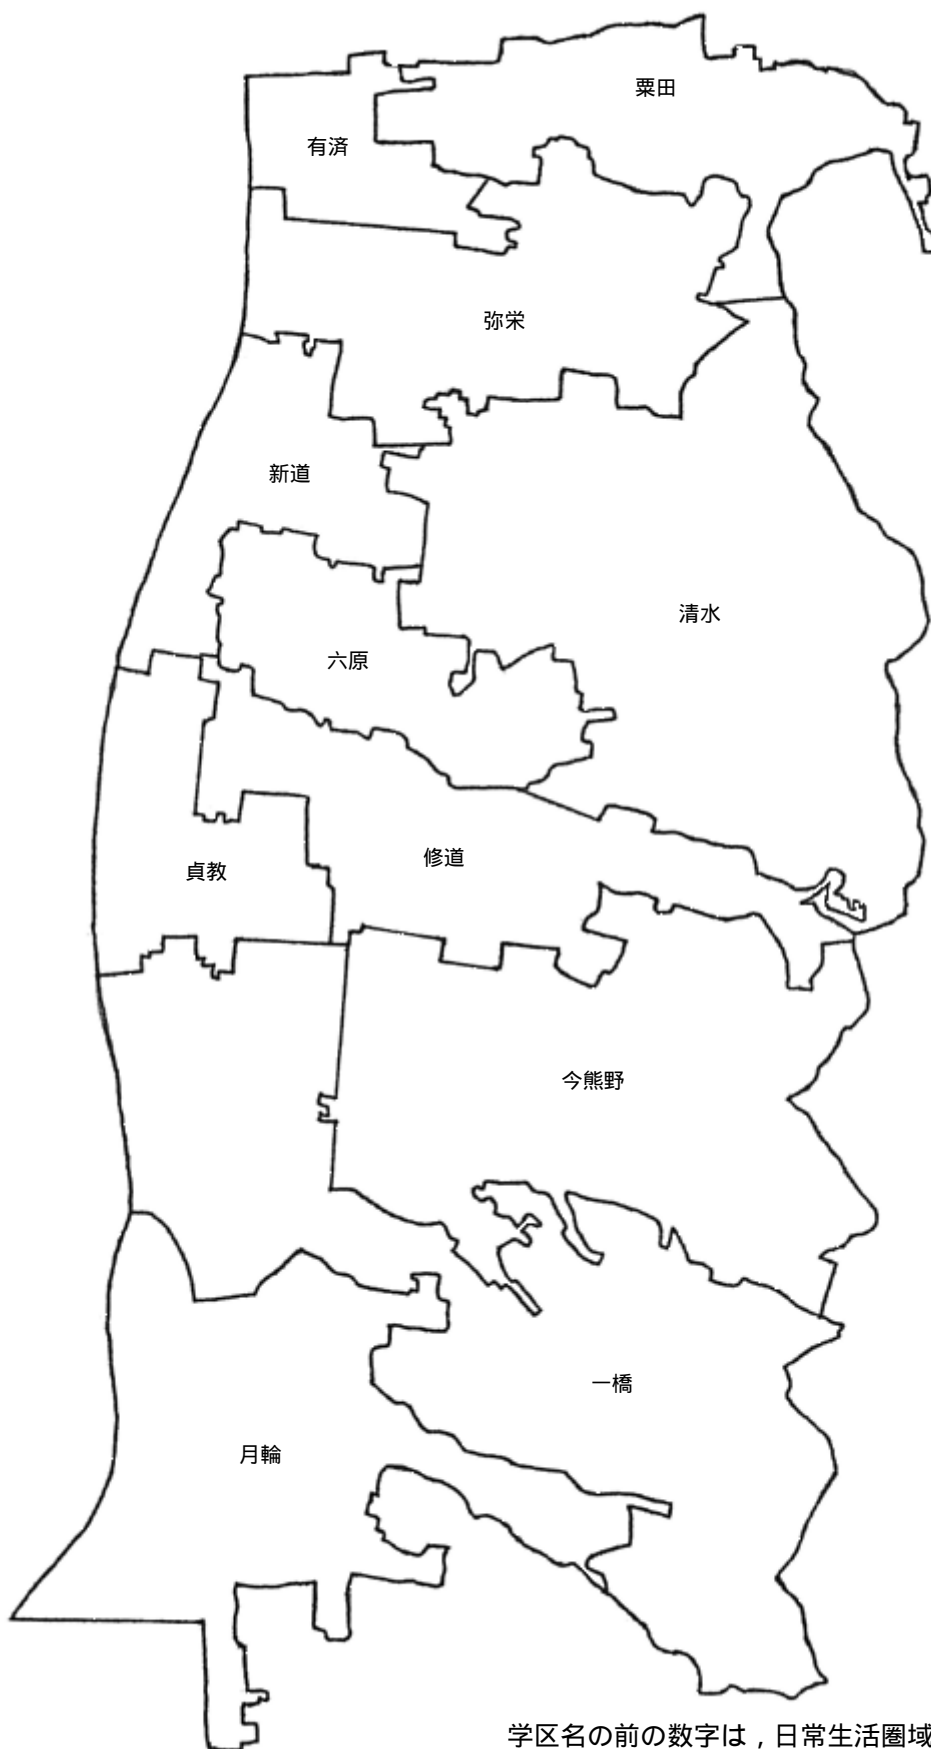 粟田
有済
弥栄
新道
清水
六原
修道
貞教
今熊野
一橋
月輪
学区名の前の数字は，日常生活圏域